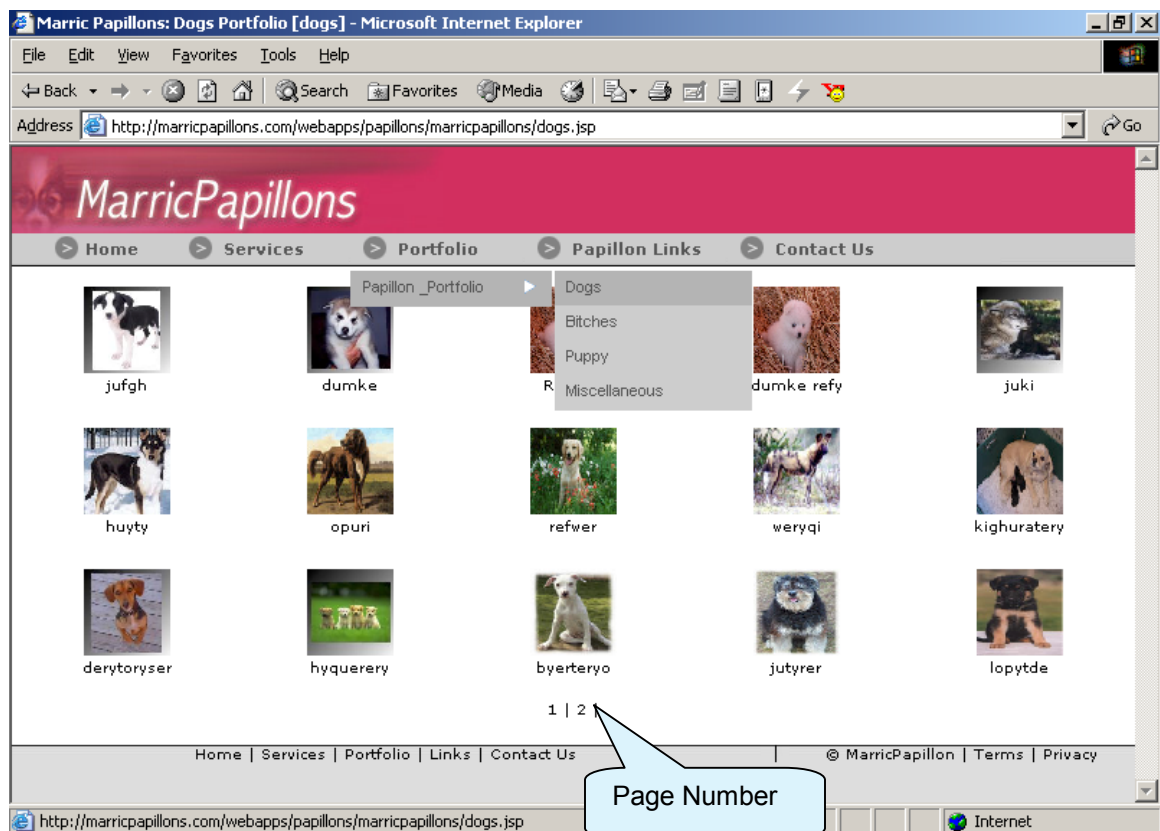 Marric Papillons: Dogs Portfolio [dogs] - Microsoft Internet Explorer
File Edit View Favorites Tools Help
Back Search Favorites Media
Address http://marricpapillons.com/webapps/papillons/marricpapillons/dogs.jsp Go
MarricPapillons
Home Services Portfolio Papillon Links Contact Us
Papillon _Portfolio Dogs
Bitches
Puppy
Miscellaneous
jufgh dumke R dumke refy juki
huyty opuri refwer weryqi kighuratery
derytoryser hyquerery byerteryo jutyrer lopytde
1 | 2 |
Home | Services | Portfolio | Links | Contact Us © MarricPapillon | Terms | Privacy
Page Number
http://marricpapillons.com/webapps/papillons/marricpapillons/dogs.jsp Internet